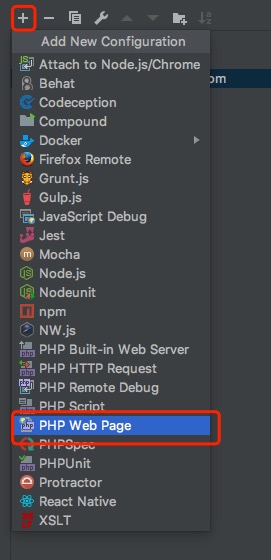 Add New Configuration
Attach to Node.js/Chrome
Behat
Codeception
om
Compound
Docker
Firefox Remote
Grunt.js
Gulp.js
JavaScript Debug
Jest
Mocha
Node.js
Nodeunit
npm
NW.js
PHP Built-in Web Server
PHP HTTP Request
PHP Remote Debug
PHP Script
PHP Web Page
PHPSpec
PHPUnit
Protractor
React Native
XSLT